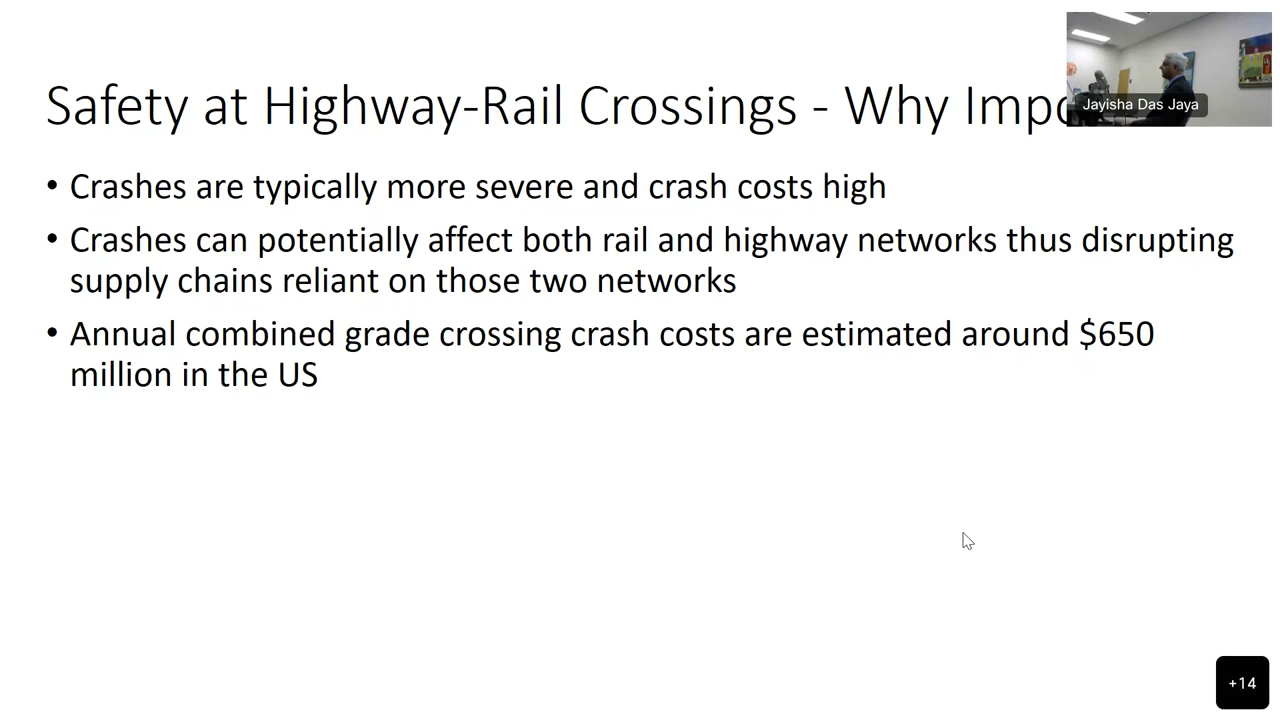 Safety at Highway-Rail Crossings - Why Impo
Jayisha Das Jaya
• Crashes are typically more severe and crash costs high
• Crashes can potentially affect both rail and highway networks thus disrupting
supply chains reliant on those two networks
• Annual combined grade crossing crash costs are estimated around $650
million in the US
+14